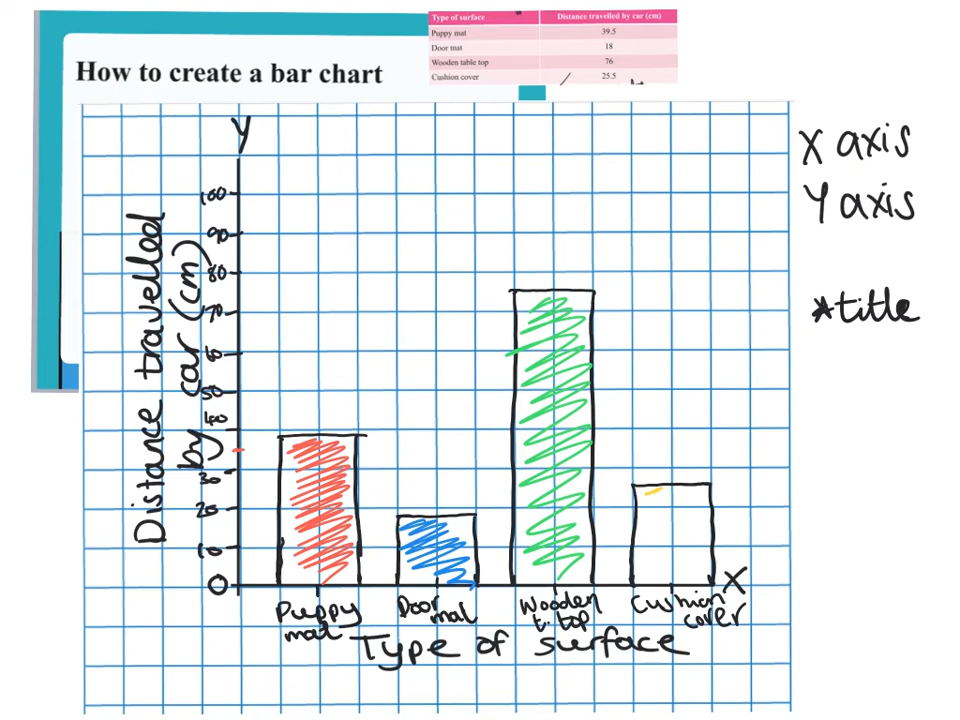 Type of surface Distance travelled by car (cm)
Puppy mat 39.5
Door mat 18
Wooden table top 76
Cushion cover 25.5
How to create a bar chart
y
X axis
Y axis
*title
Distance travelled
by car (cm)
100
90
80
70
60
50
40
30
20
10
0
X
Puppy mat
Door mat
Wooden t. top
Cushion cover
Type of surface